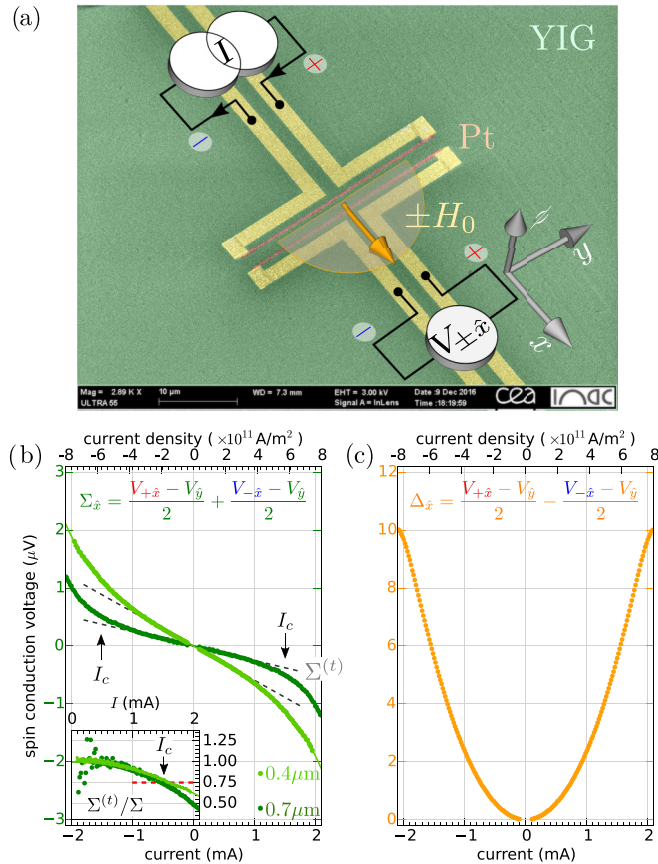 (a)
YIG
I
+
−
Pt
±H₀
z
y
x
+
−
V±x̂
Mag = 2.89 K X
10 µm
WD = 7.3 mm
EHT = 3.00 kV
Date :9 Dec 2016
ULTRA 55
Signal A = InLens
Time :18:19:59
cea
inac
(b)
current density (×10¹¹ A/m²)
-8 -6 -4 -2 0 2 4 6 8
Σx̂ = (V+x̂ − Vŷ)/2 + (V−x̂ − Vŷ)/2
spin conduction voltage (µV)
3
2
1
0
−1
−2
−3
I_c
I_c
Σ⁽ᵗ⁾
I (mA)
0 1 2
1.25
1.00
0.75
0.50
I_c
Σ⁽ᵗ⁾/Σ
0.4µm
0.7µm
−2 −1 0 1 2
current (mA)
(c)
current density (×10¹¹ A/m²)
-8 -6 -4 -2 0 2 4 6 8
Δx̂ = (V+x̂ − Vŷ)/2 − (V−x̂ − Vŷ)/2
12
10
8
6
4
2
0
−2 −1 0 1 2
current (mA)